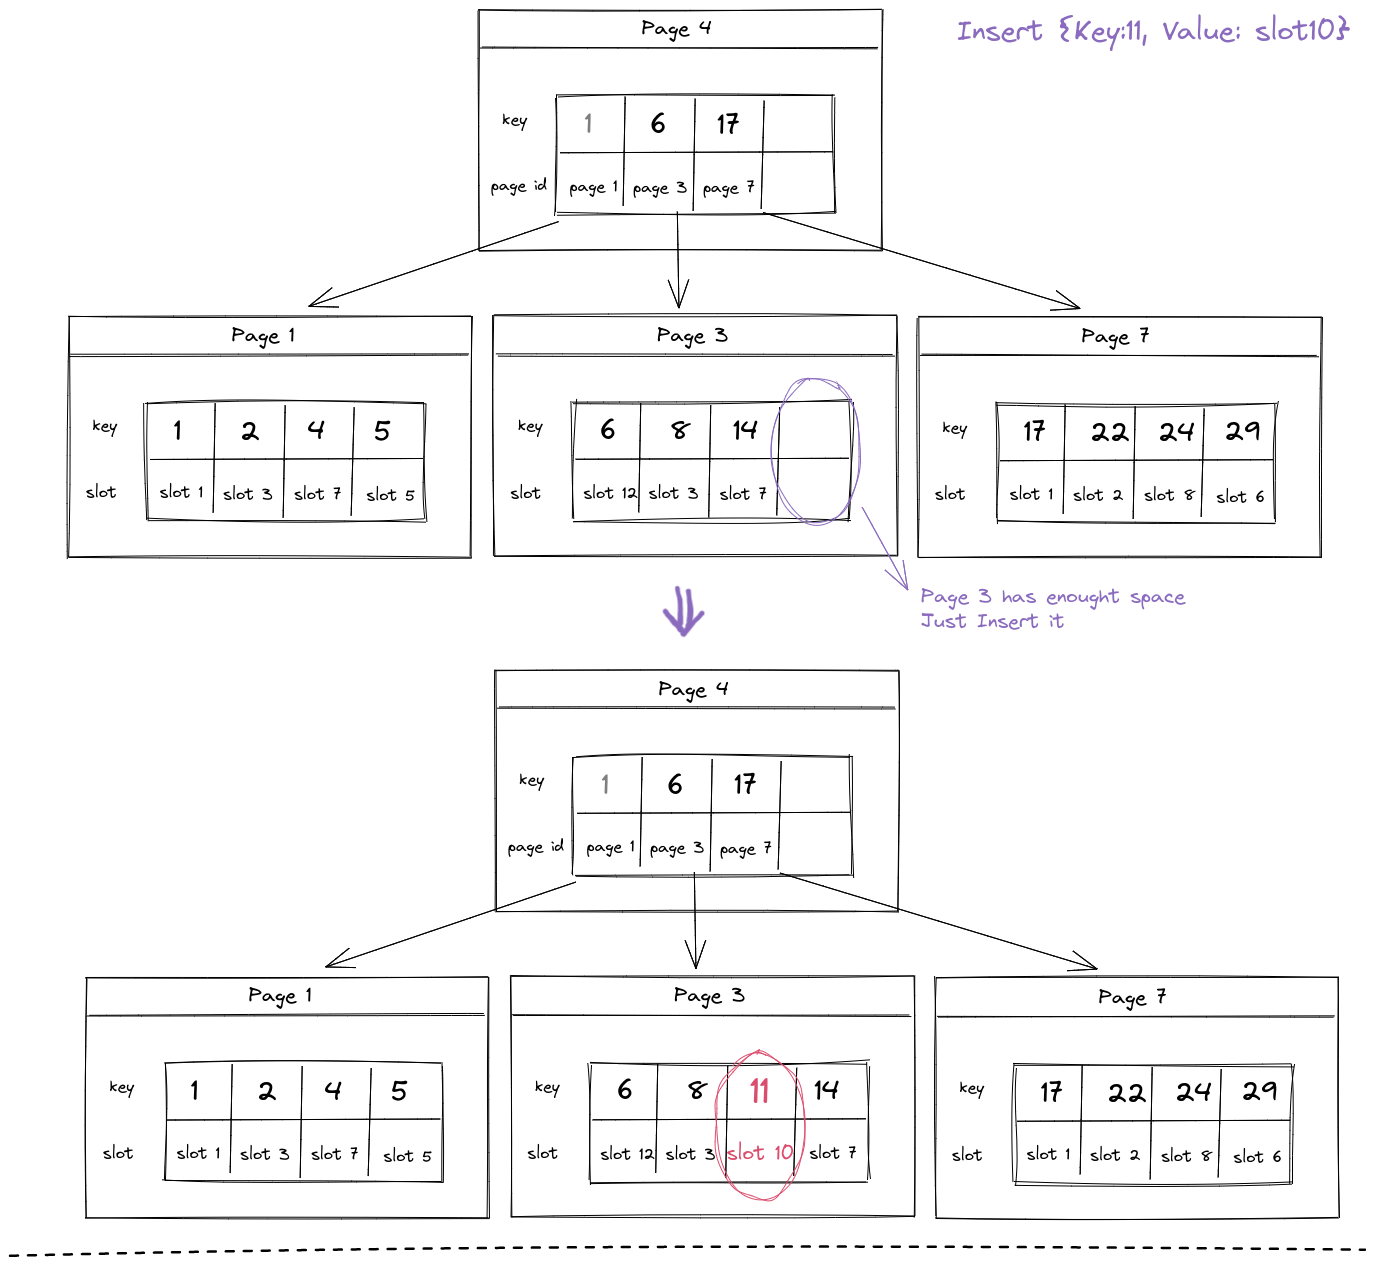 Page 4
Insert {Key:11, Value: slot10}
key 1 6 17
page id page 1 page 3 page 7
Page 1
key 1 2 4 5
slot slot 1 slot 3 slot 7 slot 5
Page 3
key 6 8 14
slot slot 12 slot 3 slot 7
Page 7
key 17 22 24 29
slot slot 1 slot 2 slot 8 slot 6
Page 3 has enought space
Just Insert it
Page 4
key 1 6 17
page id page 1 page 3 page 7
Page 1
key 1 2 4 5
slot slot 1 slot 3 slot 7 slot 5
Page 3
key 6 8 11 14
slot slot 12 slot 3 slot 10 slot 7
Page 7
key 17 22 24 29
slot slot 1 slot 2 slot 8 slot 6